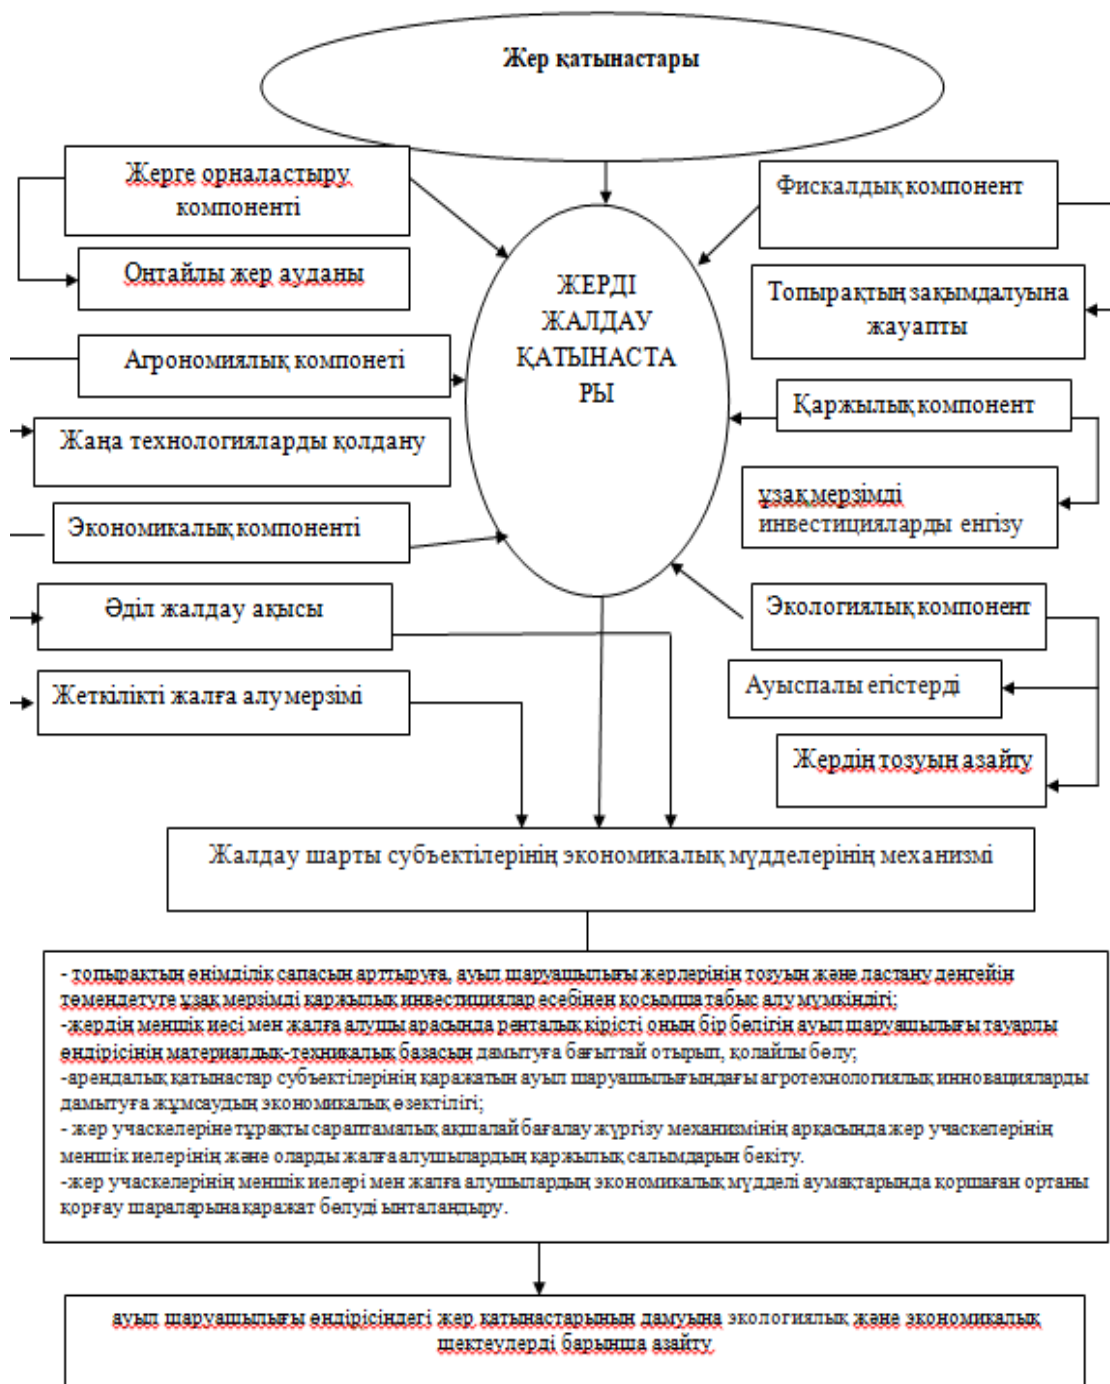 Жер қатынастары
Жерге орналастыру
компоненті
Онтайлы жер ауданы
Агрономиялық компонеті
Жаңа технологияларды қолдану
Экономикалық компоненті
Әділ жалдау ақысы
Жеткілікті жалға алу мерзімі
ЖЕРДІ
ЖАЛДАУ
ҚАТЫНАСТА
РЫ
Фискалдық компонент
Топырақтың зақымдалуына
жауапты
Қаржылық компонент
ұзақ мерзімді
инвестицияларды енгізу
Экологиялық компонент
Ауыспалы егістерді
Жердің тозуын азайту
Жалдау шарты субъектілерінің экономикалық мүдделерінің механизмі
- топырақтың өнімділік сапасын арттыруға, ауыл шаруашылығы жерлерінің тозуын және ластану деңгейін
төмендетуге ұзақ мерзімді қаржылық инвестициялар есебінен қосымша табыс алу мүмкіндігі;
-жердің меншік иесі мен жалға алушы арасында ренталық кірісті оның бір бөлігін ауыл шаруашылығы тауарлы
өндірісінің материалдық-техникалық базасын дамытуға бағыттай отырып, қолайлы бөлу;
-арендалық қатынастар субъектілерінің қаражатын ауыл шаруашылығындағы агротехнологиялық инновацияларды
дамытуға жұмсаудың экономикалық өзектілігі;
- жер учаскелеріне тұрақты сараптамалық ақшалай бағалау жүргізу механизмінің арқасында жер учаскелерінің
меншік иелерінің және оларды жалға алушылардың қаржылық салымдарын бекіту.
-жер учаскелерінің меншік иелері мен жалға алушылардың экономикалық мүдделі аумақтарында қоршаған ортаны
қорғау шараларына қаражат бөлуді ынталандыру.
ауыл шаруашылығы өндірісіндегі жер қатынастарының дамуына экологиялық және экономикалық
шектеулерді барынша азайту